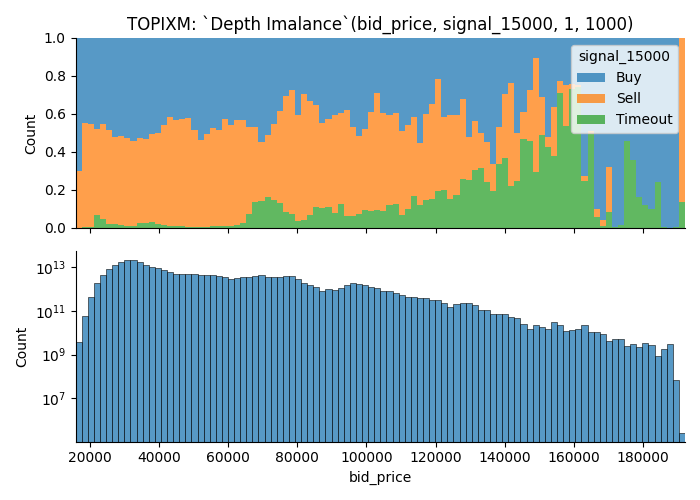 TOPIXM: `Depth Imalance`(bid_price, signal_15000, 1, 1000)
1.0
0.8
0.6
0.4
0.2
0.0
Count
signal_15000
Buy
Sell
Timeout
10^13
10^11
10^9
10^7
Count
20000 40000 60000 80000 100000 120000 140000 160000 180000
bid_price